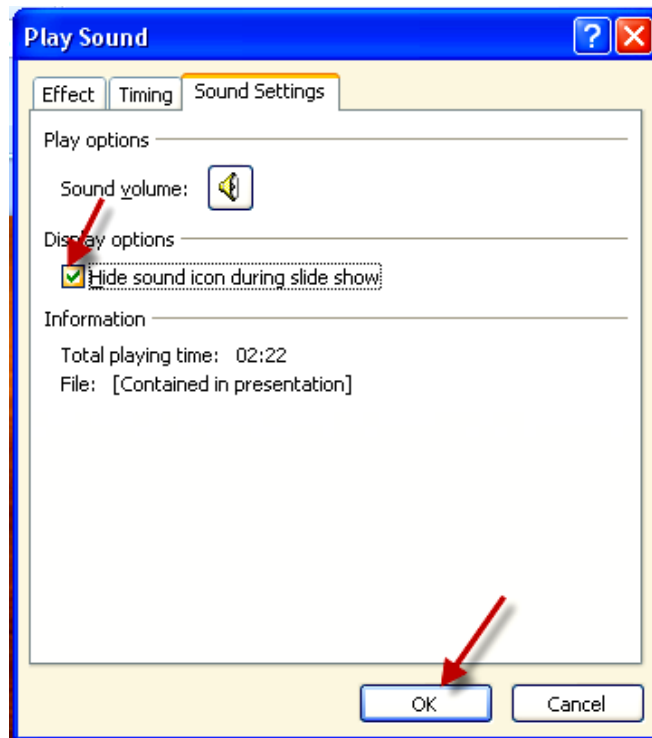 Play Sound
Effect Timing Sound Settings
Play options
Sound volume:
Display options
Hide sound icon during slide show
Information
Total playing time: 02:22
File: [Contained in presentation]
OK Cancel